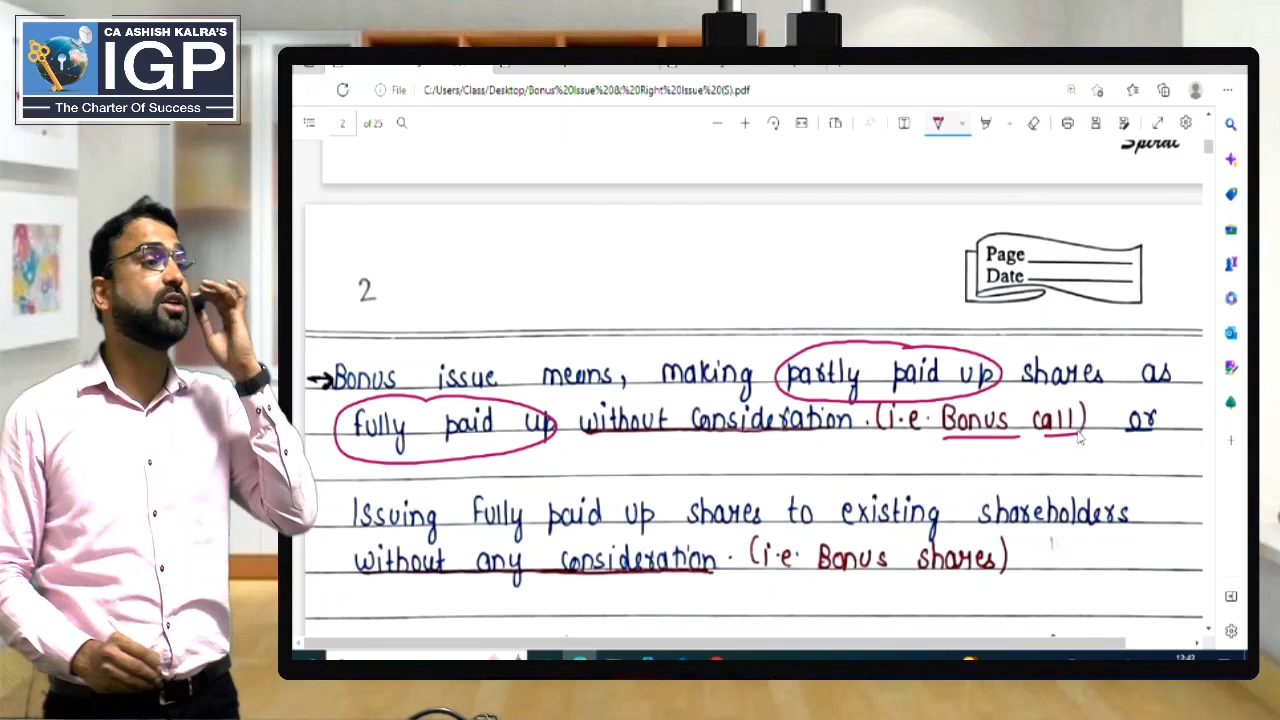 CA ASHISH KALRA'S
IGP
The Charter Of Success
File C:/Users/Class/Desktop/Bonus%20Issue%20&%20Right%20Issue%20(S).pdf
2 of 25
Spiral
Page
Date
2
→Bonus issue means, making partly paid up shares as
fully paid up without consideration. (i.e. Bonus call) or
Issuing Fully paid up shares to existing shareholders
without any consideration. (i.e. Bonus shares)